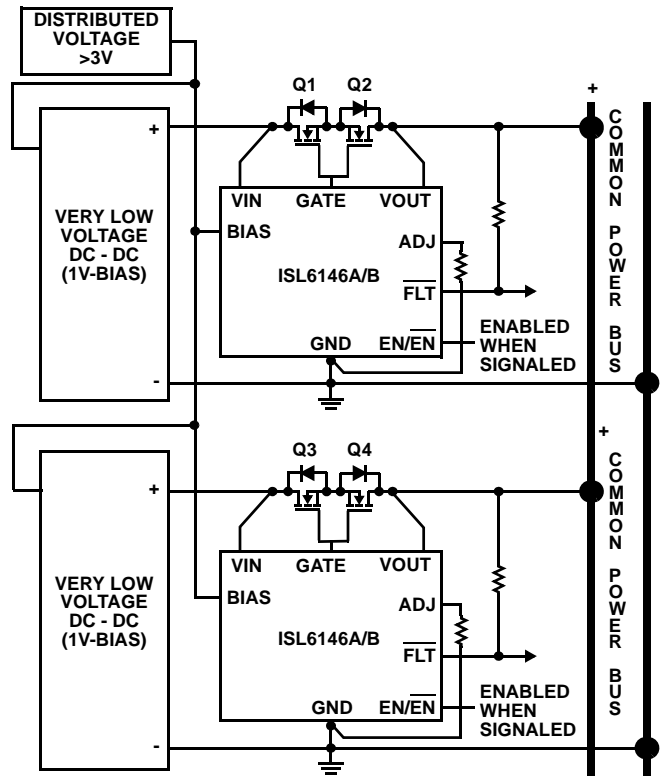 DISTRIBUTED
VOLTAGE
>3V
Q1 Q2
+
+
VERY LOW
VOLTAGE
DC - DC
(1V-BIAS)
-
VIN GATE VOUT
BIAS
ADJ
ISL6146A/B
FLT
GND EN/EN
ENABLED
WHEN
SIGNALED
COMMON POWER BUS
Q3 Q4
+
+
VERY LOW
VOLTAGE
DC - DC
(1V-BIAS)
-
VIN GATE VOUT
BIAS
ADJ
ISL6146A/B
FLT
GND EN/EN
ENABLED
WHEN
SIGNALED
COMMON POWER BUS